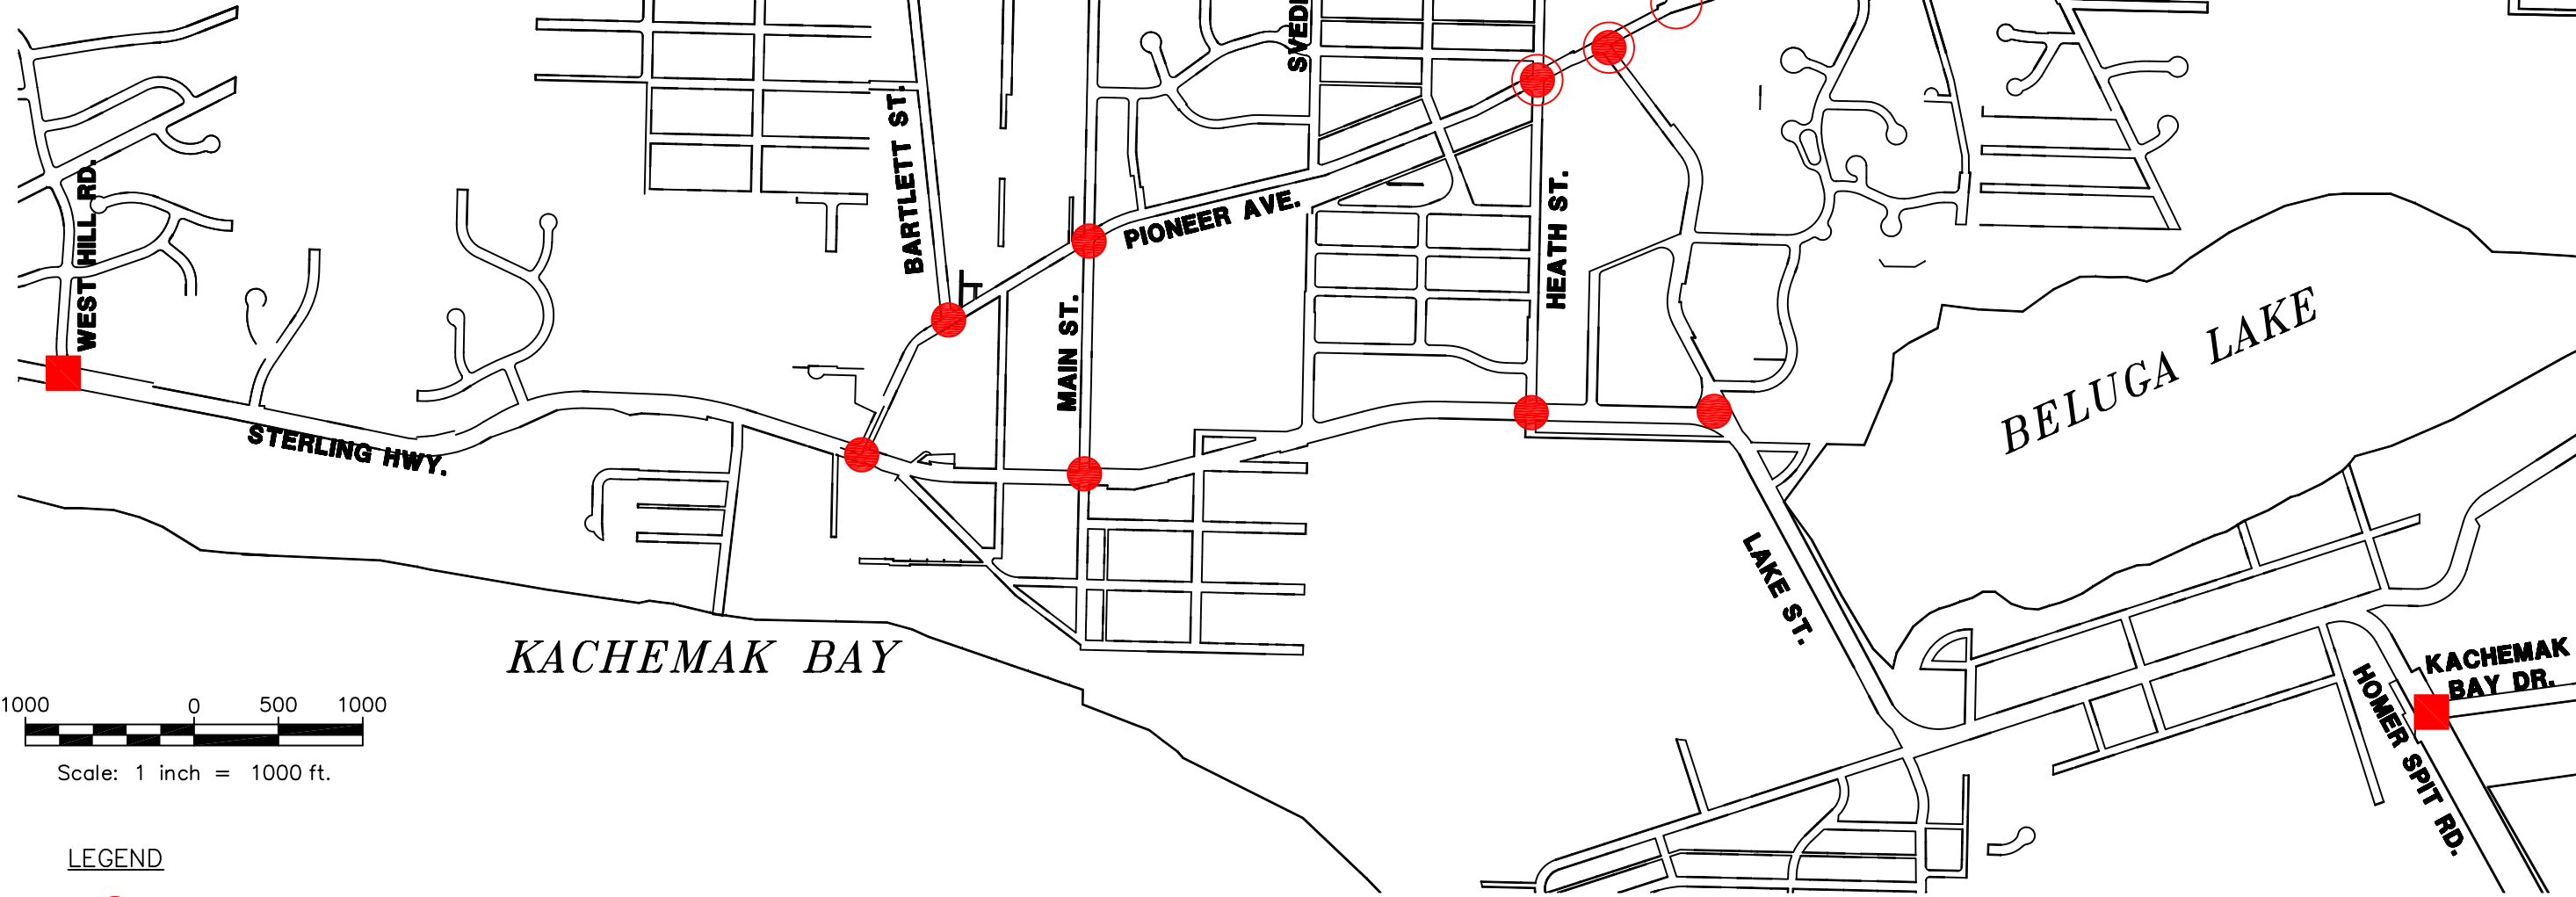 SVED
BARTLETT ST.
WEST HILL RD.
PIONEER AVE.
HEATH ST.
MAIN ST.
BELUGA LAKE
STERLING HWY.
LAKE ST.
KACHEMAK BAY
KACHEMAK
BAY DR.
HOMER SPIT RD.
1000 0 500 1000
Scale: 1 inch = 1000 ft.
LEGEND